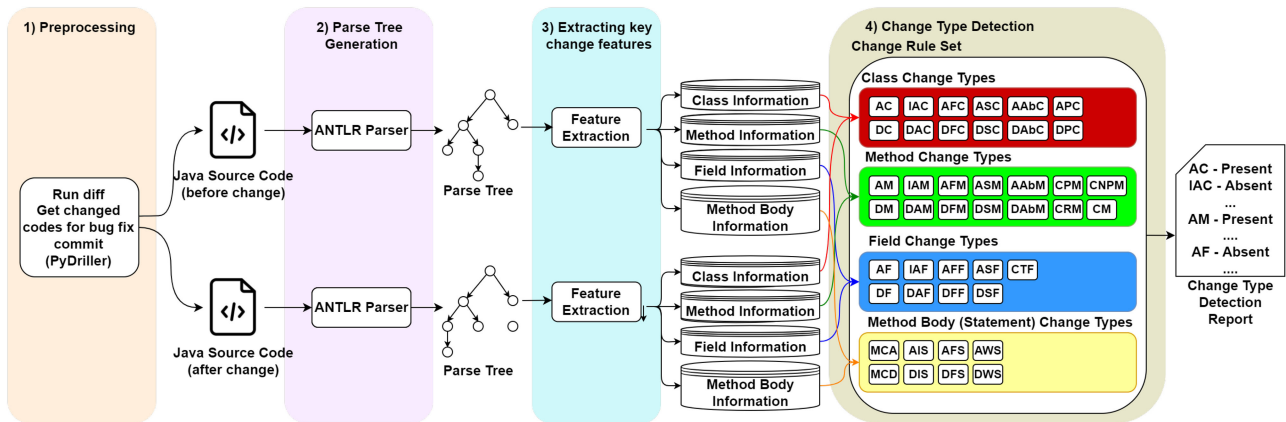 1) Preprocessing
2) Parse Tree
Generation
3) Extracting key
change features
4) Change Type Detection
Change Rule Set
Run diff
Get changed
codes for bug fix
commit
(PyDriller)
</>
Java Source Code
(before change)
</>
Java Source Code
(after change)
ANTLR Parser
ANTLR Parser
Parse Tree
Parse Tree
Feature
Extraction
Feature
Extraction
Class Information
Method Information
Field Information
Method Body
Information
Class Information
Method Information
Field Information
Method Body
Information
Class Change Types
AC IAC AFC ASC AAbC APC
DC DAC DFC DSC DAbC DPC
Method Change Types
AM IAM AFM ASM AAbM CPM CNPM
DM DAM DFM DSM DAbM CRM CM
Field Change Types
AF IAF AFF ASF CTF
DF DAF DFF DSF
Method Body (Statement) Change Types
MCA AIS AFS AWS
MCD DIS DFS DWS
AC - Present
IAC - Absent
...
AM - Present
....
AF - Absent
....
Change Type
Detection
Report